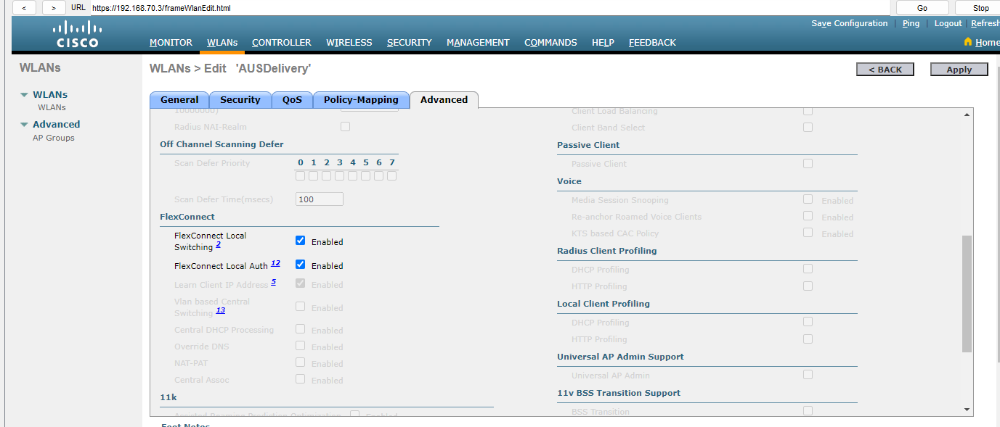 < > URL https://192.168.70.3/frameWlanEdit.html Go Stop
Save Configuration | Ping | Logout | Refresh
CISCO
MONITOR WLANs CONTROLLER WIRELESS SECURITY MANAGEMENT COMMANDS HELP FEEDBACK Home
WLANs
WLANs
WLANs
Advanced
AP Groups
WLANs > Edit 'AUSDelivery'
< BACK
Apply
General Security QoS Policy-Mapping Advanced
10000000)
Radius NAI-Realm
Off Channel Scanning Defer
Scan Defer Priority 0 1 2 3 4 5 6 7
Scan Defer Time(msecs) 100
FlexConnect
FlexConnect Local
Switching 2 Enabled
FlexConnect Local Auth 12 Enabled
Learn Client IP Address 5 Enabled
Vlan based Central
Switching 13 Enabled
Central DHCP Processing Enabled
Override DNS Enabled
NAT-PAT Enabled
Central Assoc Enabled
11k
Assisted Roaming Prediction Optimization Enabled
Client Load Balancing
Client Band Select
Passive Client
Passive Client
Voice
Media Session Snooping Enabled
Re-anchor Roamed Voice Clients Enabled
KTS based CAC Policy Enabled
Radius Client Profiling
DHCP Profiling
HTTP Profiling
Local Client Profiling
DHCP Profiling
HTTP Profiling
Universal AP Admin Support
Universal AP Admin
11v BSS Transition Support
BSS Transition
Foot Notes